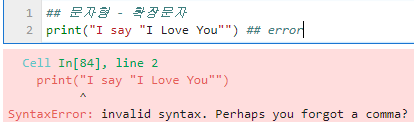 1 ## 문자형 - 확장문자
2 print("I say "I Love You"") ## error
Cell In[84], line 2
print("I say "I Love You"")
^
SyntaxError: invalid syntax. Perhaps you forgot a comma?